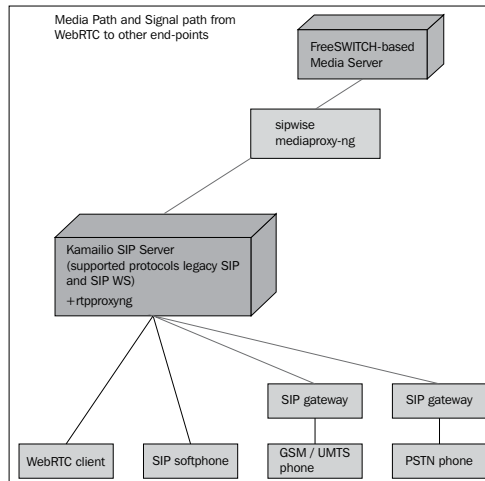 Media Path and Signal path from
WebRTC to other end-points
FreeSWITCH-based
Media Server
sipwise
mediaproxy-ng
Kamailio SIP Server
(supported protocols legacy SIP
and SIP WS)
+rtpproxyng
SIP gateway
SIP gateway
WebRTC client
SIP softphone
GSM / UMTS
phone
PSTN phone